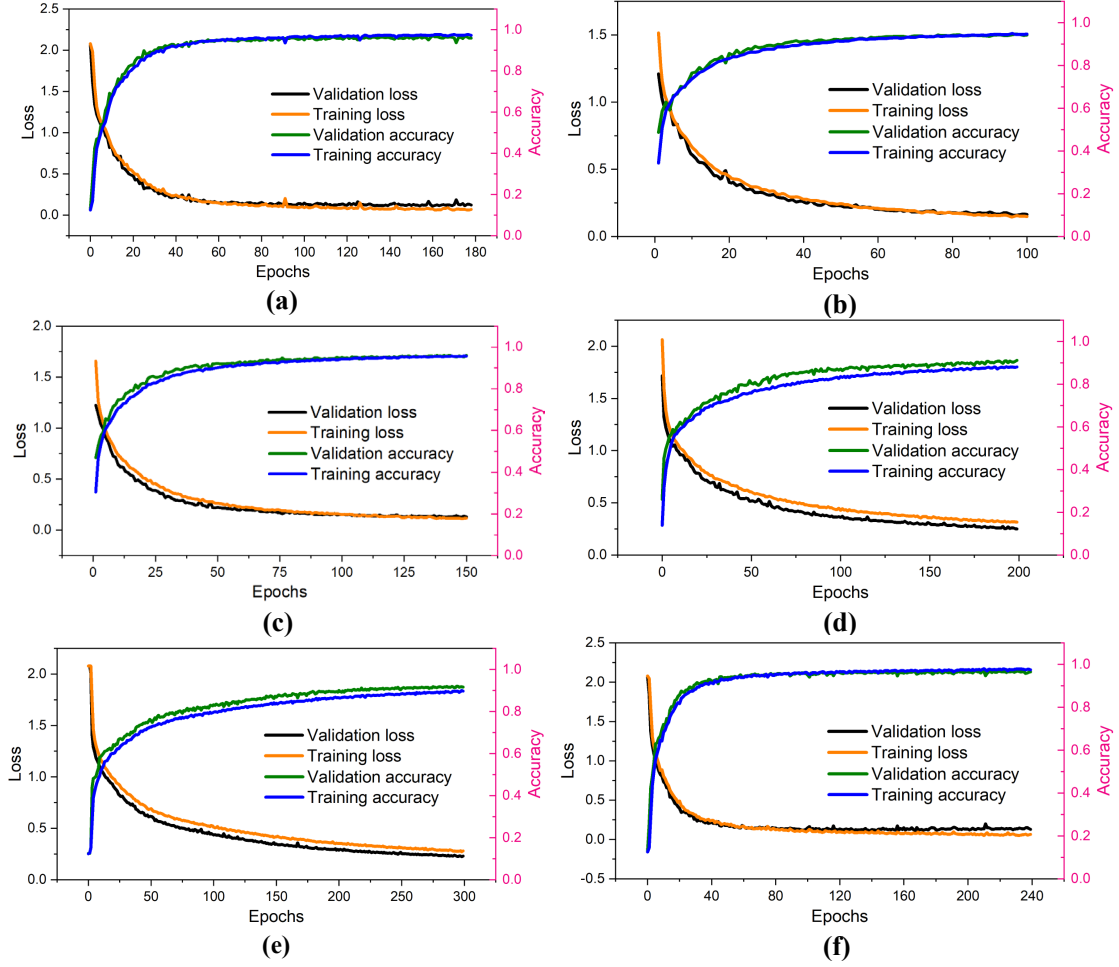 2.5
2.0
1.5
1.0
0.5
0.0
Loss
1.0
0.8
0.6
0.4
0.2
0.0
Accuracy
Validation loss
Training loss
Validation accuracy
Training accuracy
0 20 40 60 80 100 120 140 160 180
Epochs
(a)
1.5
1.0
0.5
0.0
Loss
1.0
0.8
0.6
0.4
0.2
0.0
Accuracy
Validation loss
Training loss
Validation accuracy
Training accuracy
0 20 40 60 80 100
Epochs
(b)
2.0
1.5
1.0
0.5
0.0
Loss
1.0
0.8
0.6
0.4
0.2
0.0
Accuracy
Validation loss
Training loss
Validation accuracy
Training accuracy
0 25 50 75 100 125 150
Epochs
(c)
2.0
1.5
1.0
0.5
0.0
Loss
1.0
0.8
0.6
0.4
0.2
0.0
Accuracy
Validation loss
Training loss
Validation accuracy
Training accuracy
0 50 100 150 200
Epochs
(d)
2.0
1.5
1.0
0.5
0.0
Loss
1.0
0.8
0.6
0.4
0.2
0.0
Accuracy
Validation loss
Training loss
Validation accuracy
Training accuracy
0 50 100 150 200 250 300
Epochs
(e)
2.5
2.0
1.5
1.0
0.5
0.0
-0.5
Loss
1.0
0.8
0.6
0.4
0.2
0.0
Accuracy
Validation loss
Training loss
Validation accuracy
Training accuracy
0 40 80 120 160 200 240
Epochs
(f)